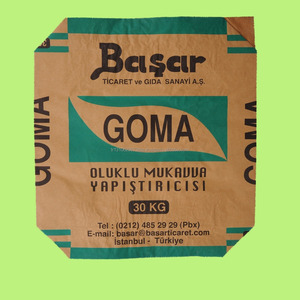 Başar
TİCARET ve GIDA SANAYİ A.Ş.
GOMA
GOMA
GOMA
OLUKLU MUKAVVA
YAPIŞTIRICISI
30 KG
Tel : (0212) 485 29 29 (Pbx)
E-mail: basar@basarticaret.com
İstanbul - Türkiye